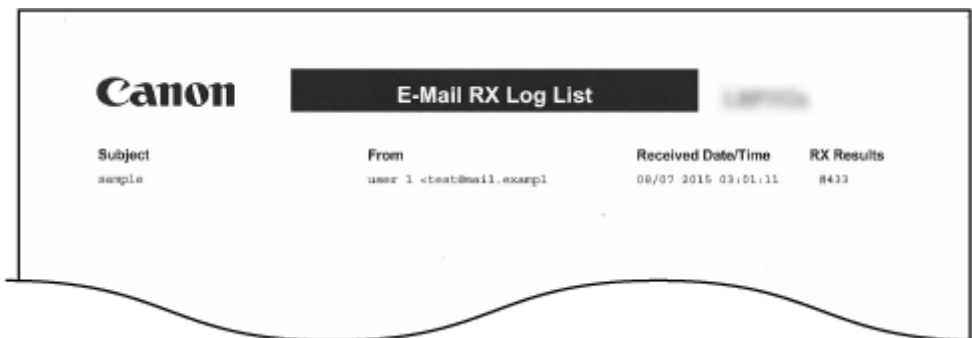 Canon
E-Mail RX Log List
Subject From Received Date/Time RX Results
sample user 1 <test@mail.exampl 08/07 2015 03:01:11 #433